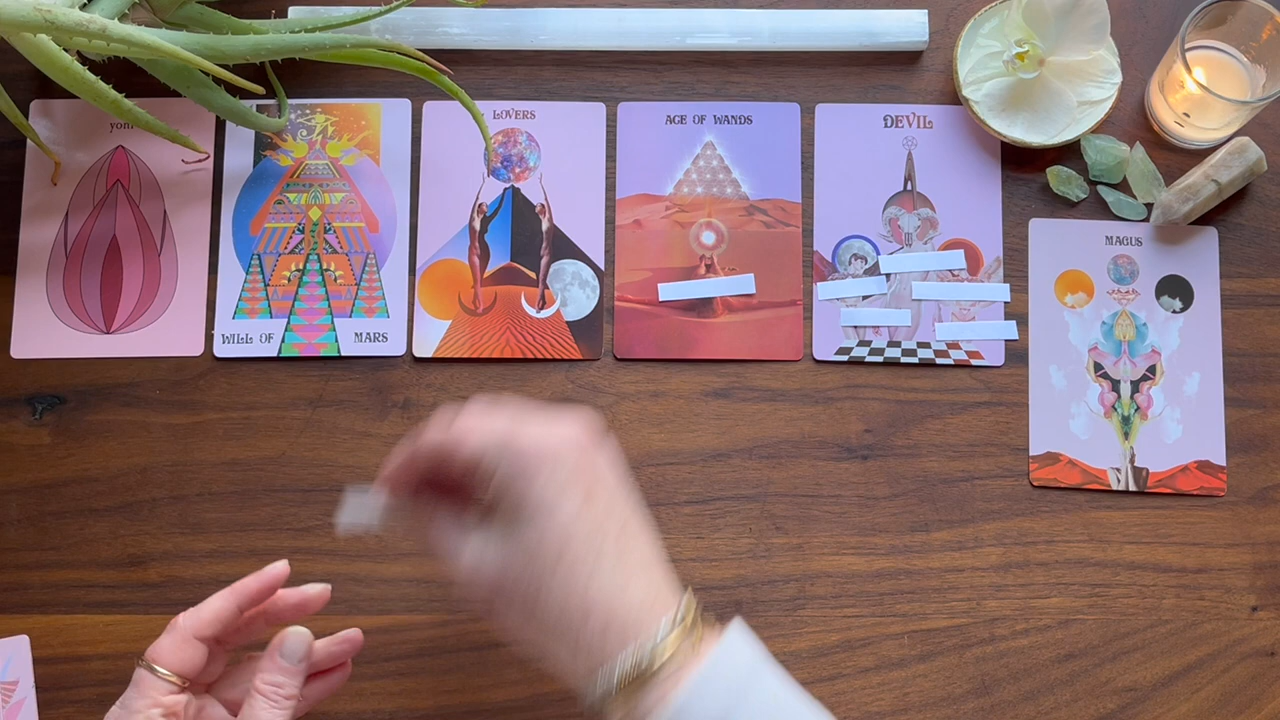 yoni
WILL OF MARS
LOVERS
ACE OF WANDS
DEVIL
MAGUS